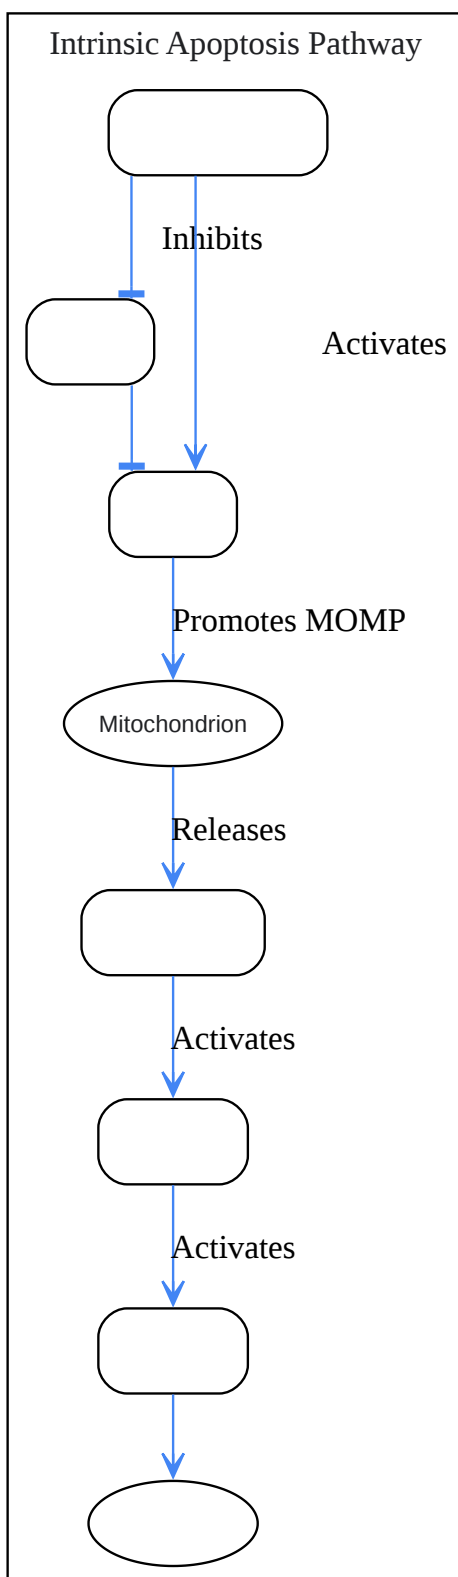 Intrinsic Apoptosis Pathway
Inhibits
Activates
Promotes MOMP
Mitochondrion
Releases
Activates
Activates